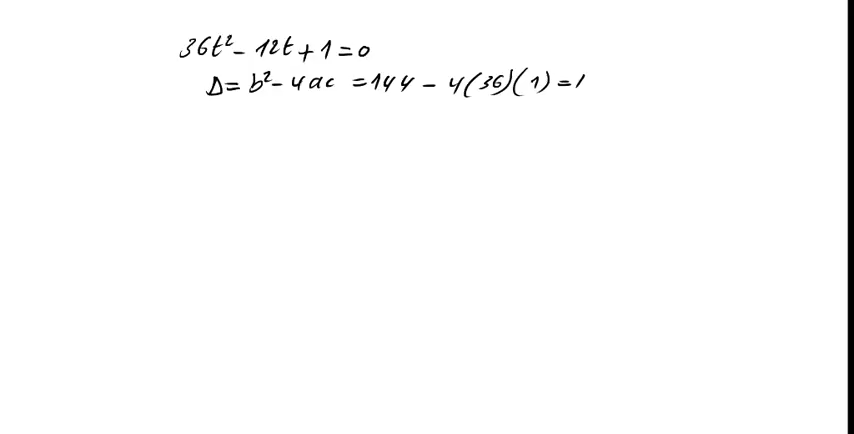 36t² - 12t + 1 = 0
Δ = b² - 4ac = 144 - 4(36)(1) = 1